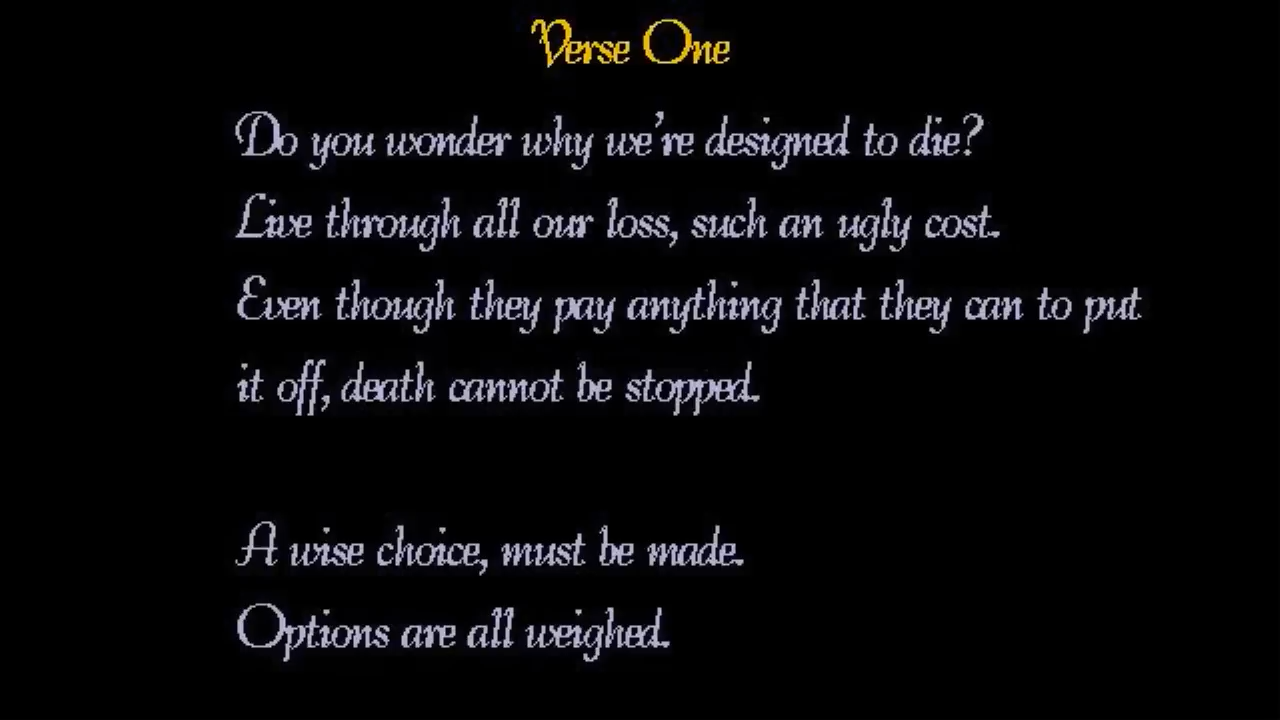 Verse One
Do you wonder why we're designed to die?
Live through all our loss, such an ugly cost.
Even though they pay anything that they can to put
it off, death cannot be stopped.
A wise choice, must be made.
Options are all weighed.